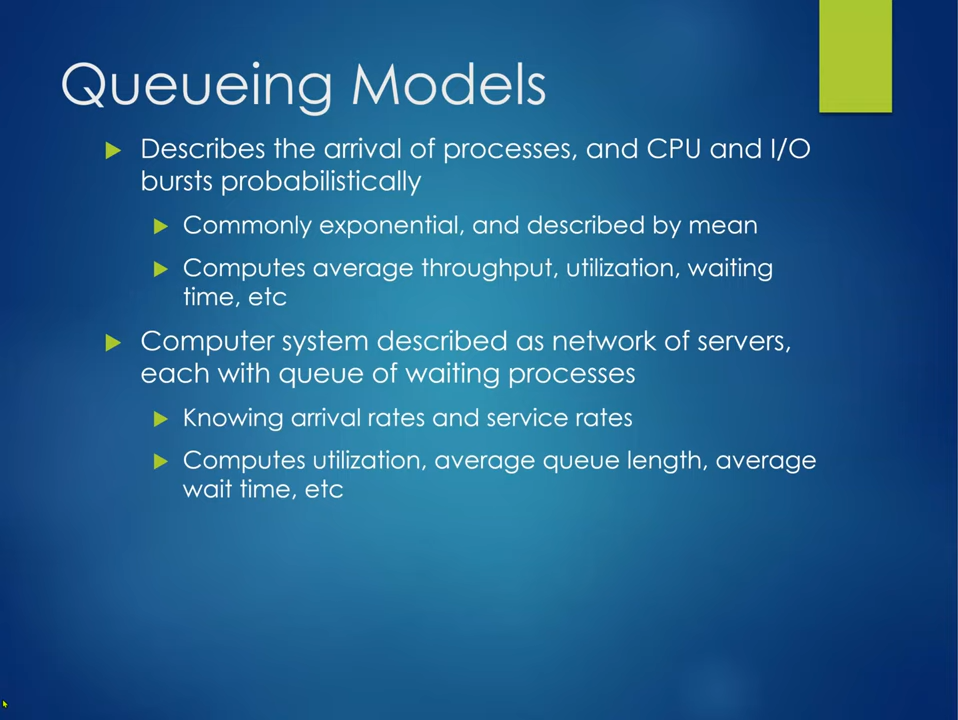 Queueing Models
Describes the arrival of processes, and CPU and I/O
bursts probabilistically
Commonly exponential, and described by mean
Computes average throughput, utilization, waiting
time, etc
Computer system described as network of servers,
each with queue of waiting processes
Knowing arrival rates and service rates
Computes utilization, average queue length, average
wait time, etc